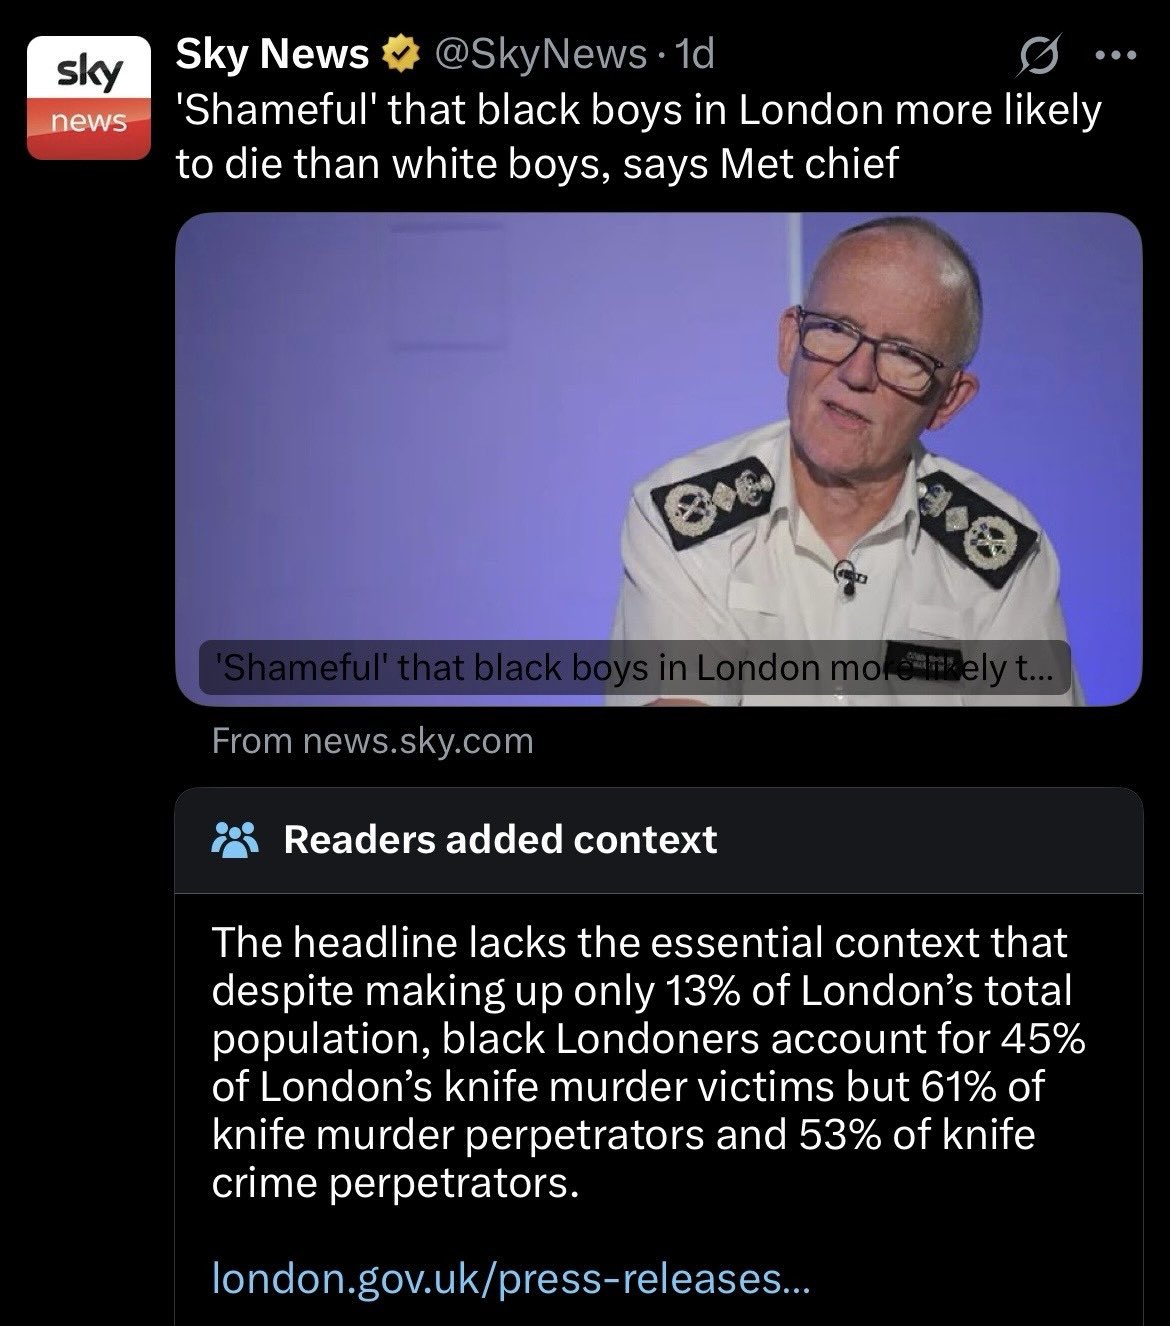 sky
news
Sky News @SkyNews · 1d
'Shameful' that black boys in London more likely
to die than white boys, says Met chief
'Shameful' that black boys in London more likely t...
From news.sky.com
Readers added context
The headline lacks the essential context that
despite making up only 13% of London’s total
population, black Londoners account for 45%
of London’s knife murder victims but 61% of
knife murder perpetrators and 53% of knife
crime perpetrators.
london.gov.uk/press-releases...